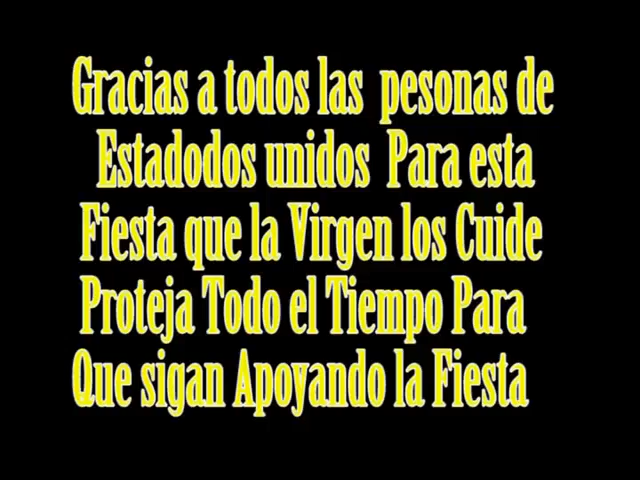 Gracias a todos las pesonas de
Estadodos unidos Para esta
Fiesta que la Virgen los Cuide
Proteja Todo el Tiempo Para
Que sigan Apoyando la Fiesta